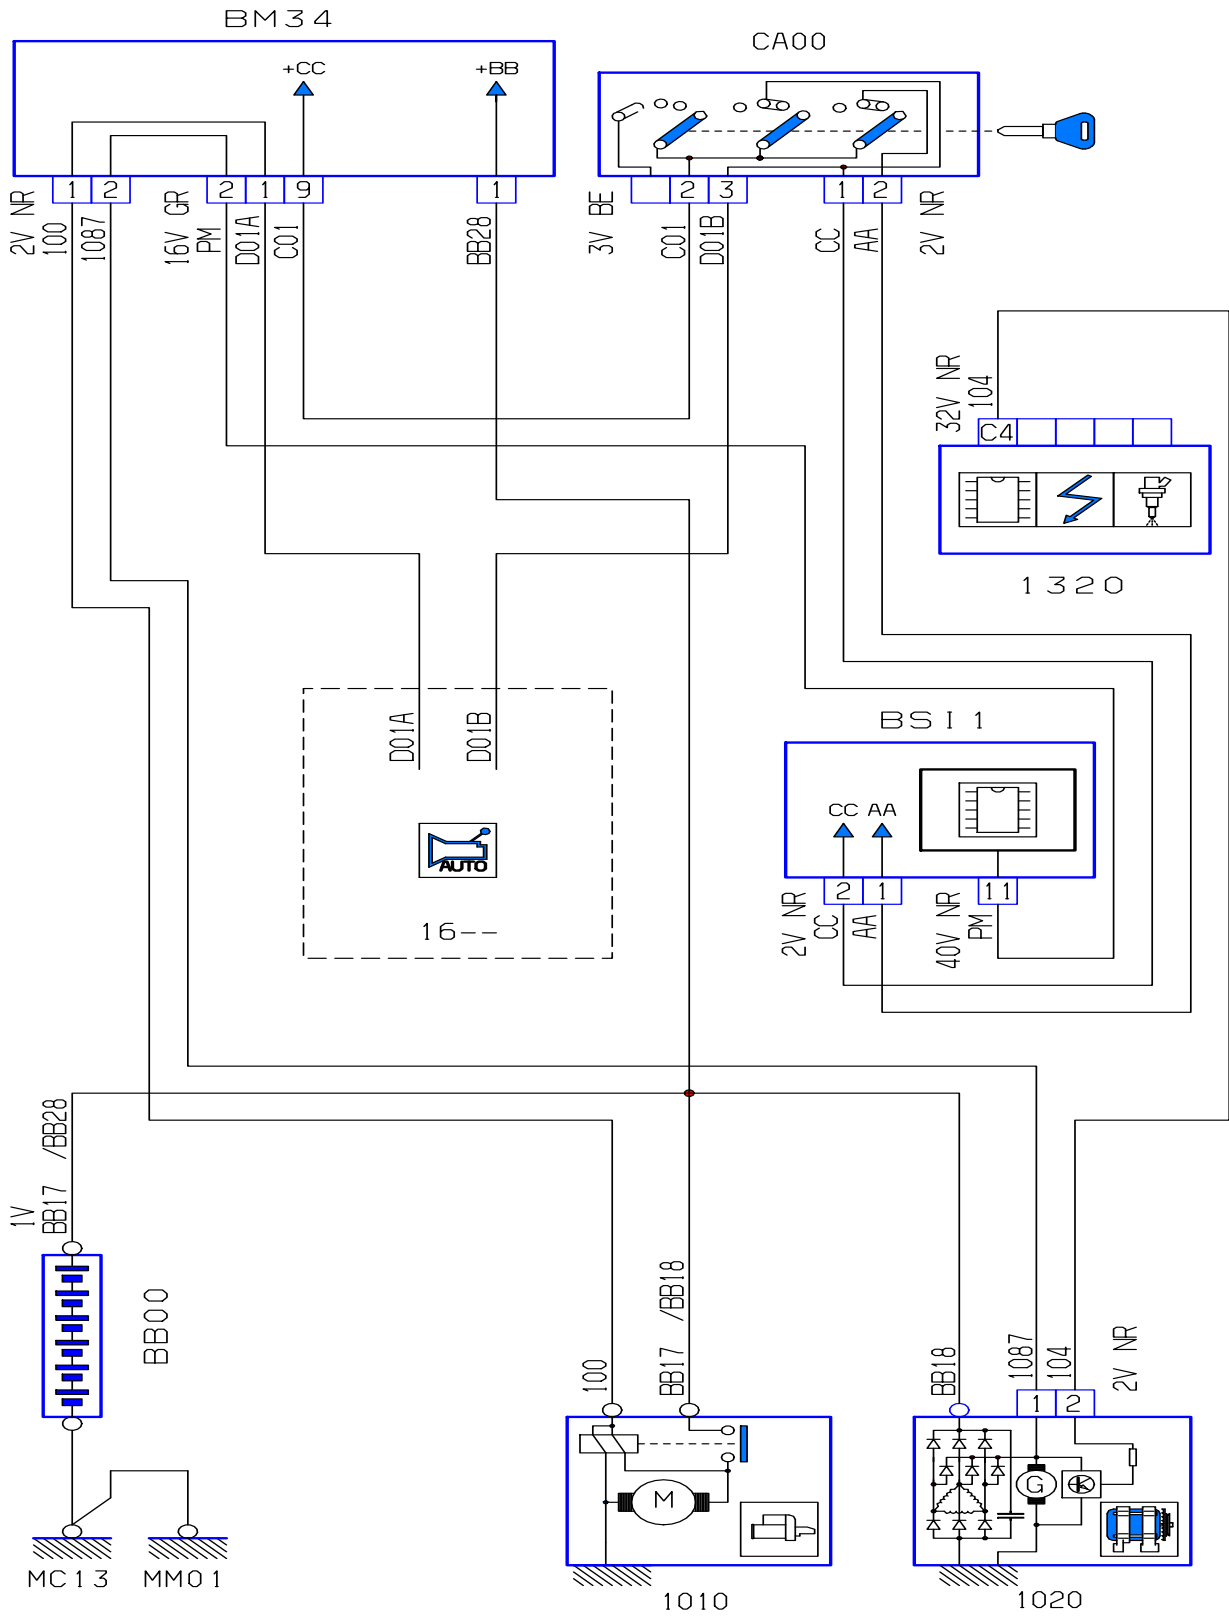 BM34
CA00
+CC
+BB
1 2 2 1 9 1
2 3 1 2
2V NR
100
1087
16V GR
PM
D01A
C01
BB28
3V BE
C01
D01B
CC
AA
2V NR
32V NR
104
C4
1320
D01A
D01B
AUTO
16--
BSI1
CC AA
2 1 11
2V NR
CC
AA
40V NR
PM
1V
BB17 /BB28
BB00
100
BB17 /BB18
BB18
1087
104
2V NR
1 2
M
G
MC13 MM01
1010
1020